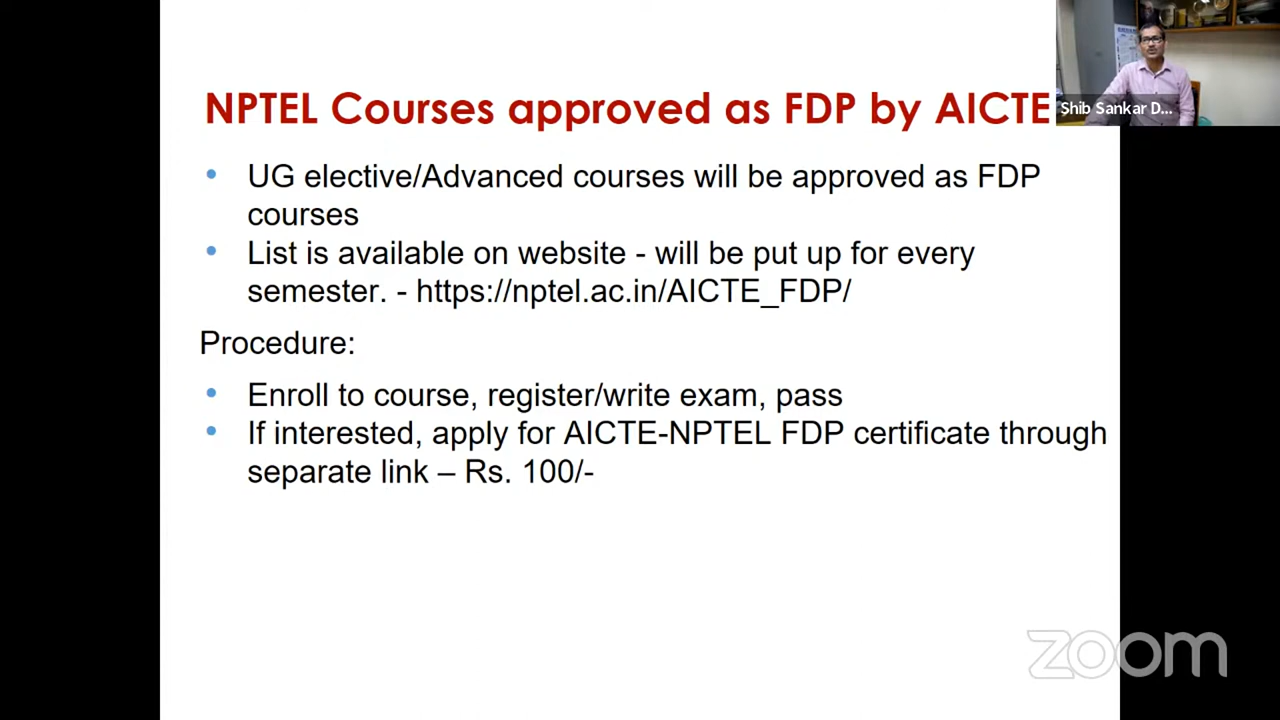 NPTEL Courses approved as FDP by AICTE
Shib Sankar D...
• UG elective/Advanced courses will be approved as FDP
courses
• List is available on website - will be put up for every
semester. - https://nptel.ac.in/AICTE_FDP/
Procedure:
• Enroll to course, register/write exam, pass
• If interested, apply for AICTE-NPTEL FDP certificate through
separate link – Rs. 100/-
zoom